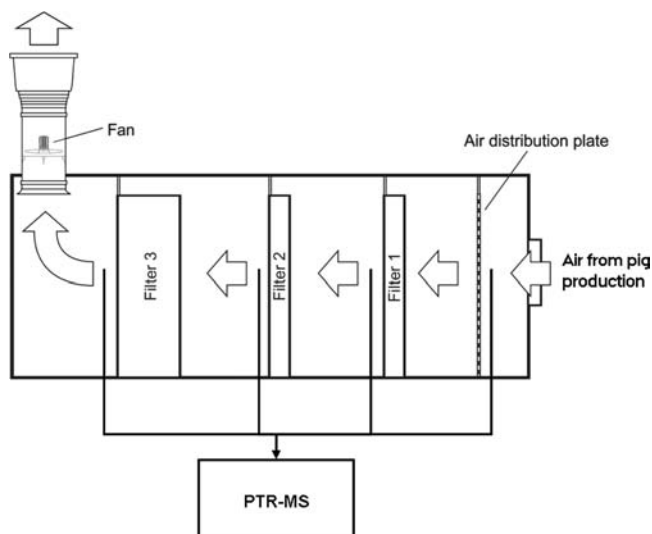 Fan
Air distribution plate
Filter 3
Filter 2
Filter 1
Air from pig
production
PTR-MS